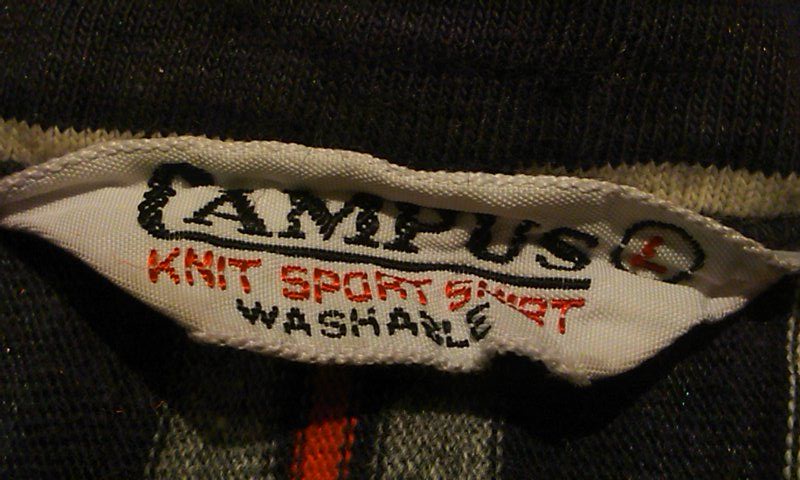 CAMPUS L
KNIT SPORT SHIRT
WASHABLE